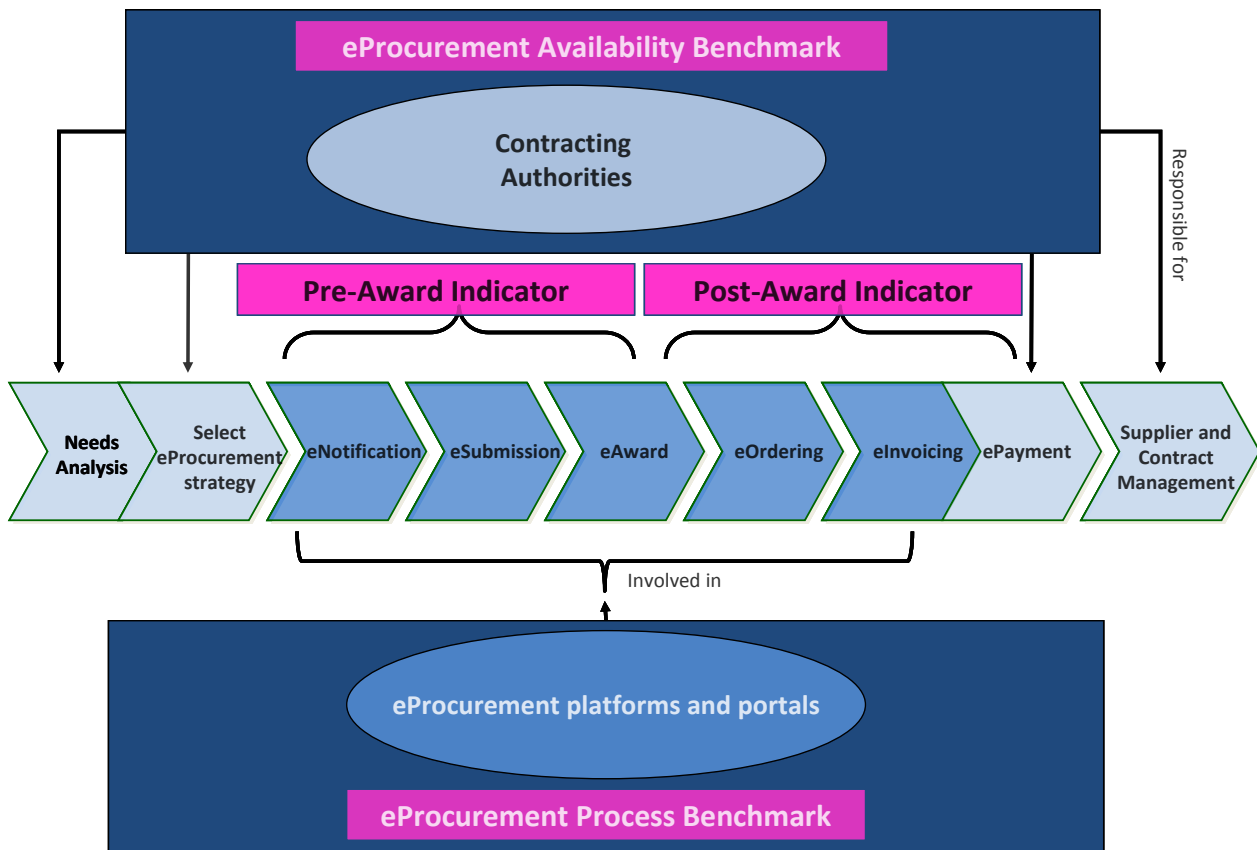 eProcurement Availability Benchmark
Contracting
Authorities
Responsible for
Pre-Award Indicator
Post-Award Indicator
Needs
Analysis
Select
eProcurement
strategy
eNotification
eSubmission
eAward
eOrdering
eInvoicing
ePayment
Supplier and
Contract
Management
Involved in
eProcurement platforms and portals
eProcurement Process Benchmark